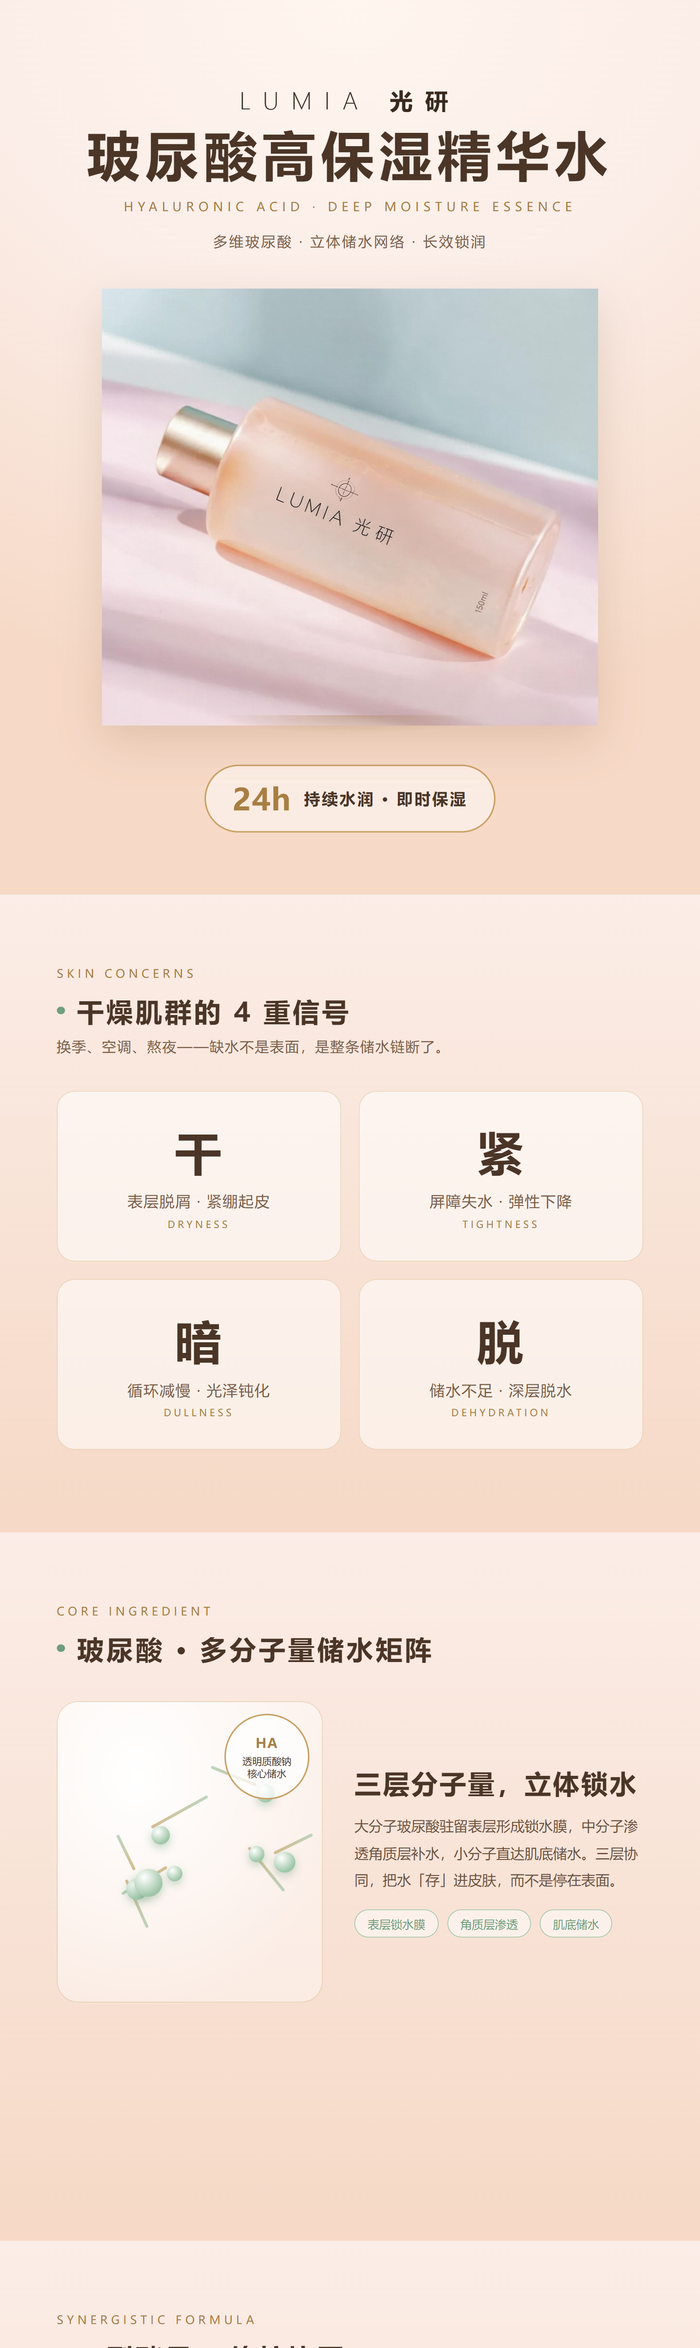 LUMIA 光研
玻尿酸高保湿精华水
HYALURONIC ACID · DEEP MOISTURE ESSENCE
多维玻尿酸 · 立体储水网络 · 长效锁润
LUMIA 光研
150ml
24h 持续水润 • 即时保湿
SKIN CONCERNS
• 干燥肌群的 4 重信号
换季、空调、熬夜——缺水不是表面，是整条储水链断了。
干
表层脱屑 · 紧绷起皮
DRYNESS
紧
屏障失水 · 弹性下降
TIGHTNESS
暗
循环减慢 · 光泽钝化
DULLNESS
脱
储水不足 · 深层脱水
DEHYDRATION
CORE INGREDIENT
• 玻尿酸 • 多分子量储水矩阵
HA
透明质酸钠
核心储水
三层分子量，立体锁水
大分子玻尿酸驻留表层形成锁水膜，中分子渗
透角质层补水，小分子直达肌底储水。三层协
同，把水「存」进皮肤，而不是停在表面。
表层锁水膜
角质层渗透
肌底储水
SYNERGISTIC FORMULA